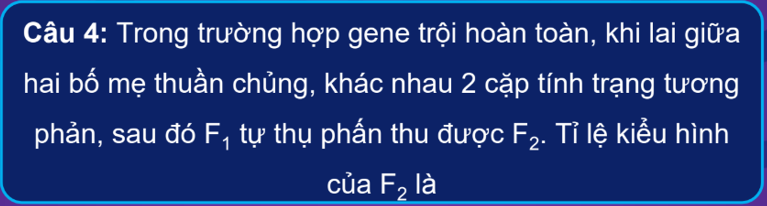 Câu 4: Trong trường hợp gene trội hoàn toàn, khi lai giữa
hai bố mẹ thuần chủng, khác nhau 2 cặp tính trạng tương
phản, sau đó F₁ tự thụ phấn thu được F₂. Tỉ lệ kiểu hình
của F₂ là